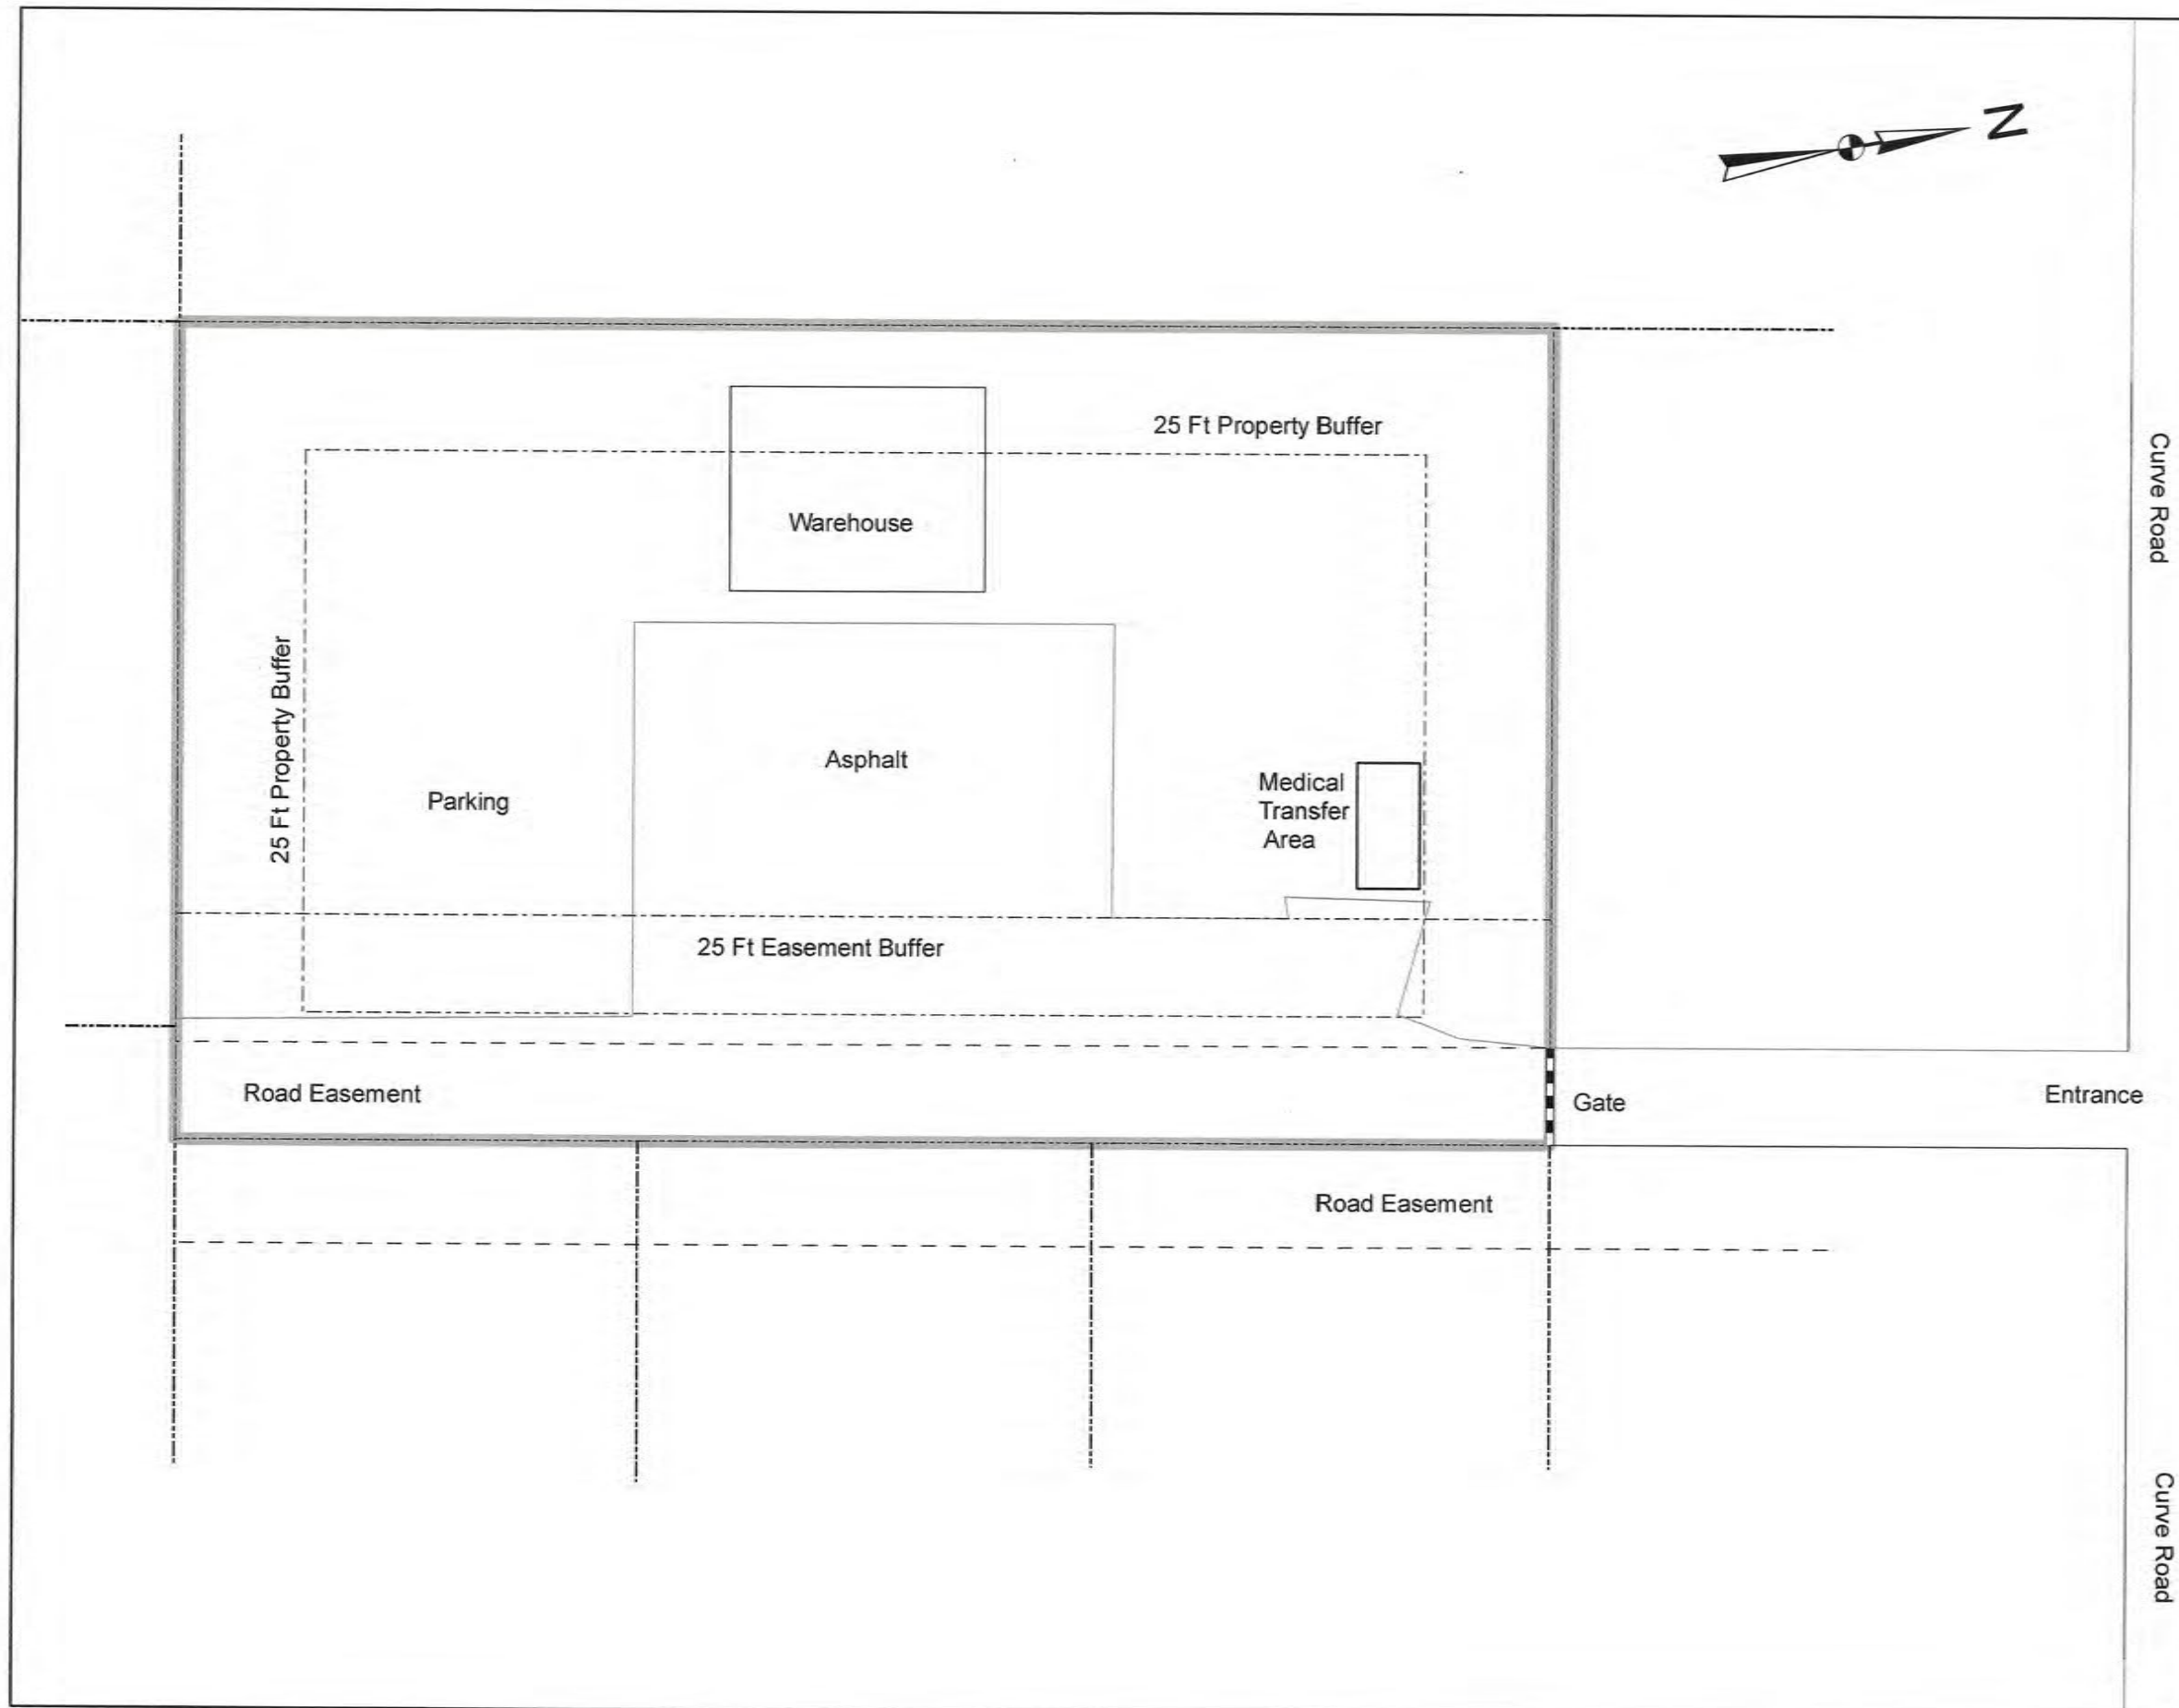 N
25 Ft Property Buffer
Curve Road
Warehouse
25 Ft Property Buffer
Asphalt
Parking
Medical
Transfer
Area
25 Ft Easement Buffer
Road Easement
Gate
Entrance
Road Easement
Curve Road